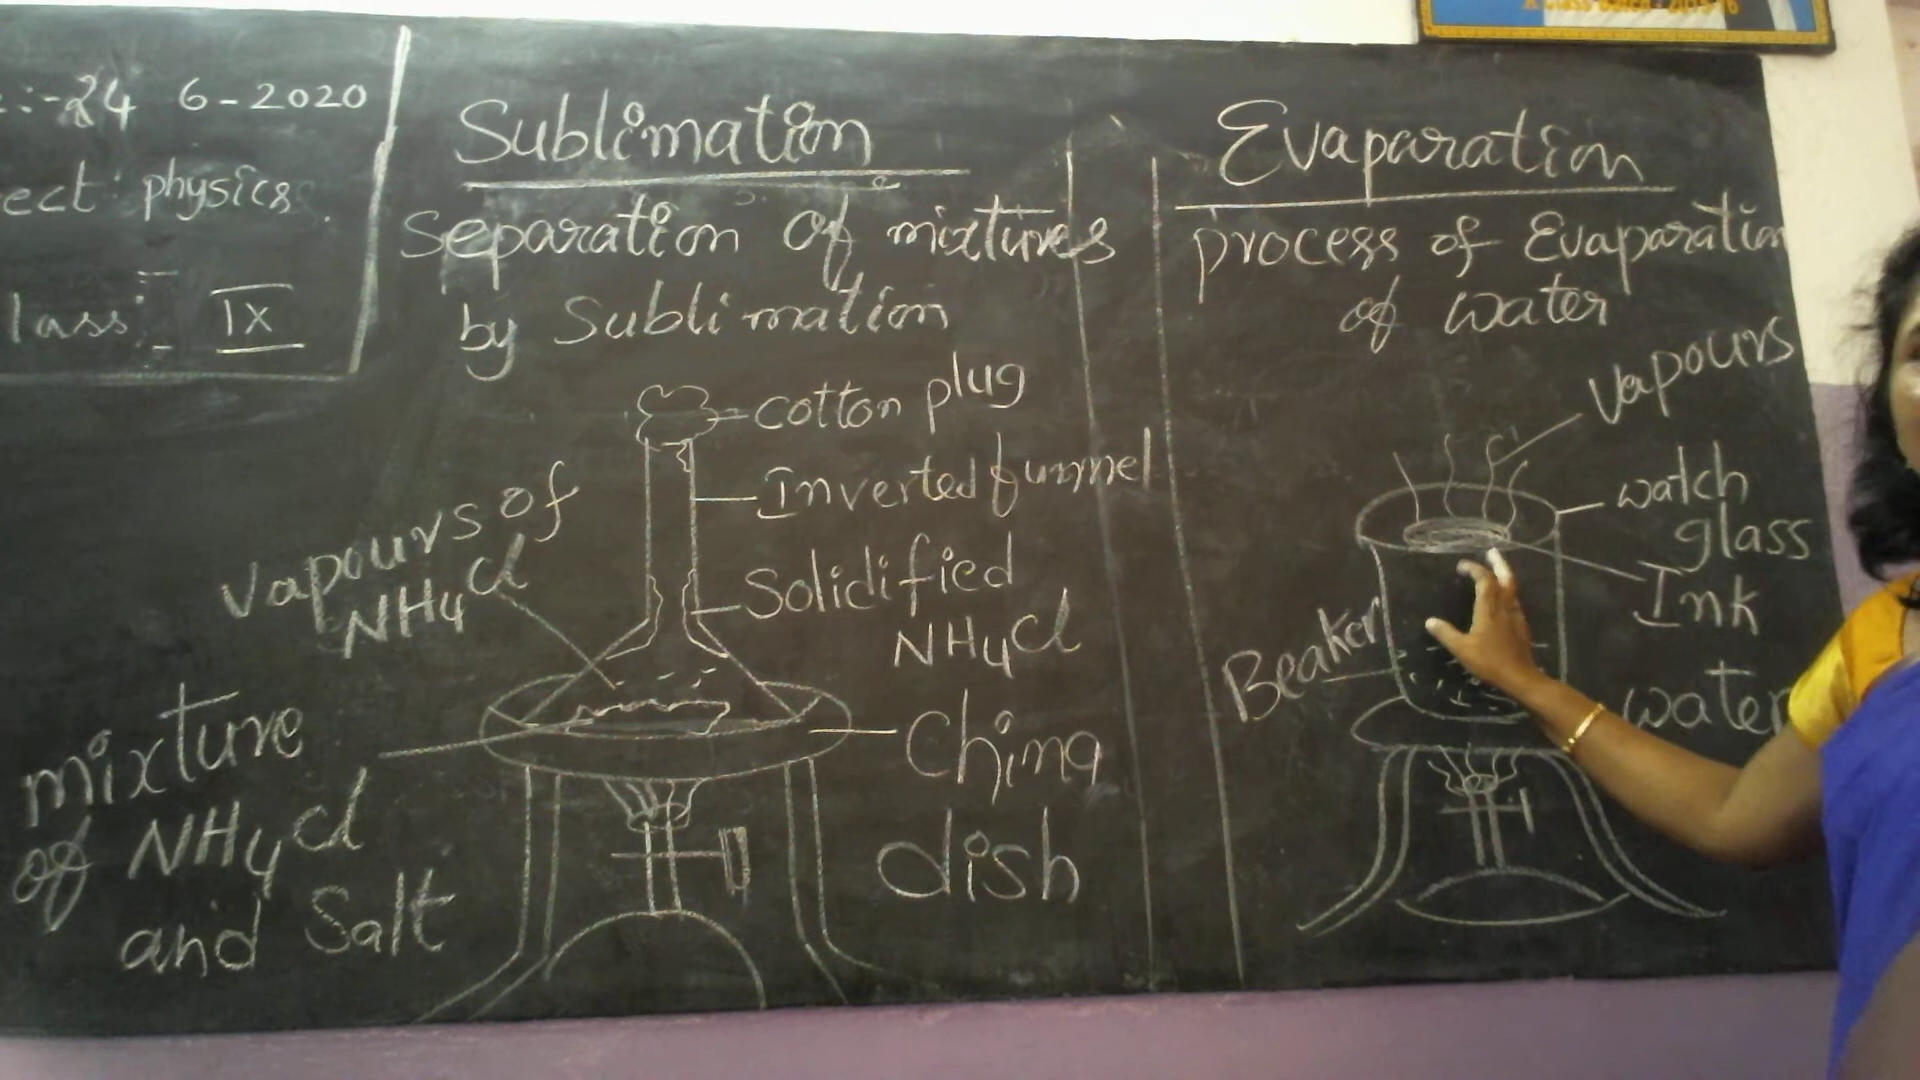 :-24 6-2020
ect: physics.
lass:- IX
Sublimation
Separation of mixtures
by Sublimation
cotton plug
Inverted funnel
Solidified
NH4Cl
China
dish
Vapours of
NH4Cl
mixture
of NH4Cl
and Salt
Evaparation
process of Evaparation
of water
Vapours
watch
glass
Ink
Beaker
water